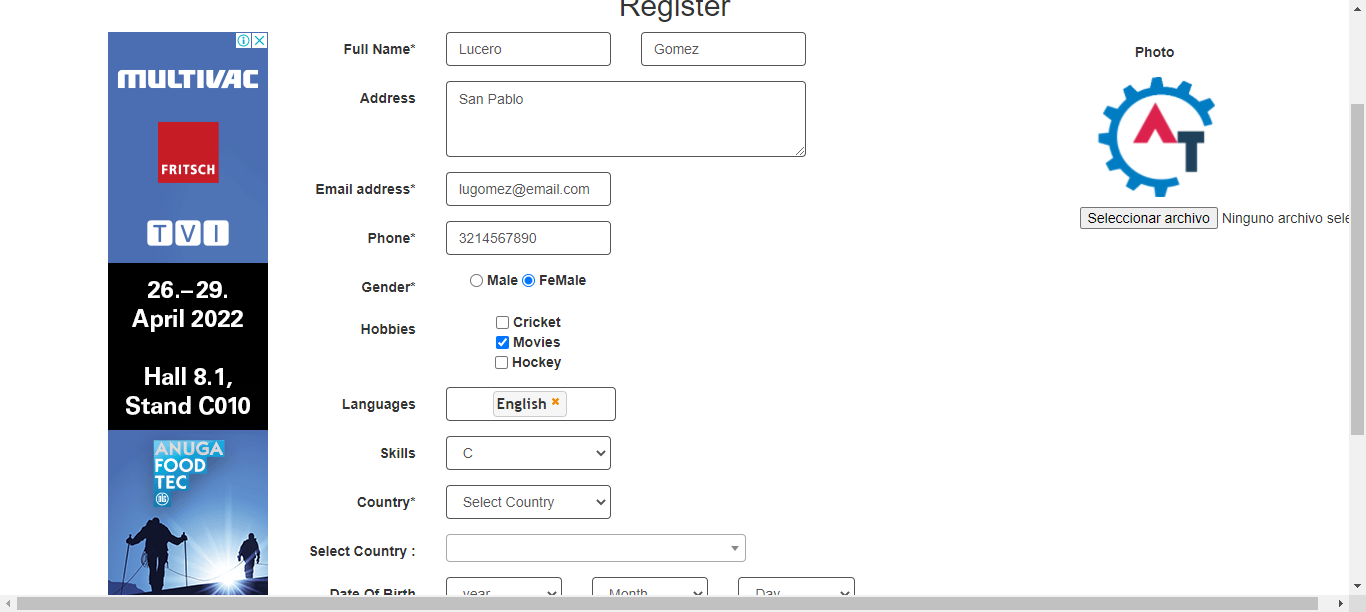 Register
MULTIVAC
FRITSCH
TVI
26.–29.
April 2022
Hall 8.1,
Stand C010
ANUGA
FOOD
TEC
Full Name* Lucero Gomez
Address San Pablo
Email address* lugomez@email.com
Phone* 3214567890
Gender* Male FeMale
Hobbies Cricket
Movies
Hockey
Languages English
Skills C
Country* Select Country
Select Country :
Date Of Birth year Month Day
Photo
AT
Seleccionar archivo Ninguno archivo sele